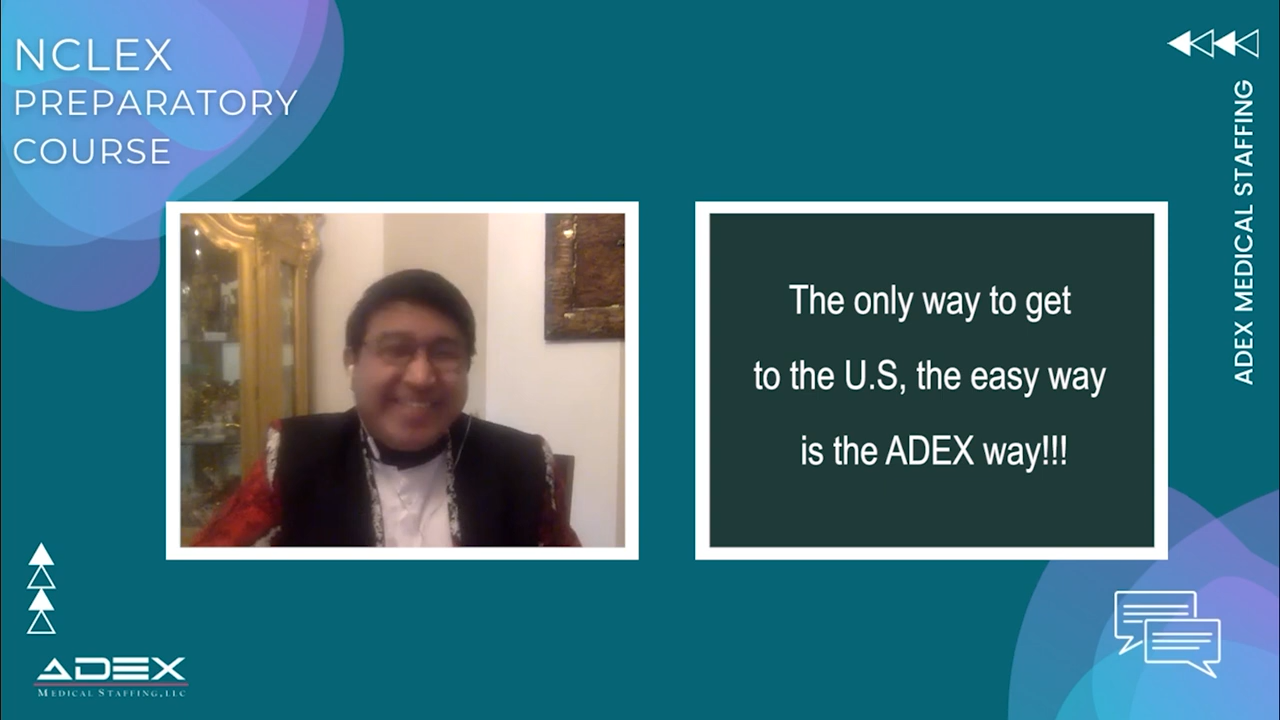 NCLEX
PREPARATORY
COURSE
ADEX MEDICAL STAFFING
The only way to get
to the U.S, the easy way
is the ADEX way!!!
ADEX
MEDICAL STAFFING, LLC